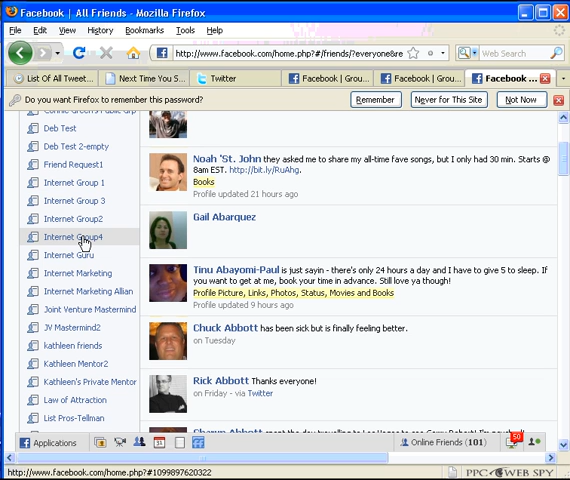 Facebook | All Friends - Mozilla Firefox
File Edit View History Bookmarks Tools Help
http://www.facebook.com/home.php?#/friends/?everyone&re
Web Search
List Of All Tweet...
Next Time You S...
Twitter
Facebook | Grou...
Facebook | Grou...
Facebook ...
Do you want Firefox to remember this password?
Remember
Never for This Site
Not Now
Connie Green's Public Grp
Deb Test
Deb Test 2-empty
Friend Request1
Internet Group 1
Internet Group 3
Internet Group2
Internet Group4
Internet Guru
Internet Marketing
Internet Marketing Allian
Joint Venture Mastermind
JV Mastermind2
kathleen friends
Kathleen Mentor2
Kathleen's Private Mentor
Law of Attraction
List Pros-Tellman
Noah 'St. John they asked me to share my all-time fave songs, but I only had 30 min. Starts @
8am EST. http://bit.ly/RuAhg.
Books
Profile updated 21 hours ago
Gail Abarquez
Tinu Abayomi-Paul is just sayin - there's only 24 hours a day and I have to give 5 to sleep. If
you want to get at me, book your time in advance. Still love ya though!
Profile Picture, Links, Photos, Status, Movies and Books
Profile updated 9 hours ago
Chuck Abbott has been sick but is finally feeling better.
on Tuesday
Rick Abbott Thanks everyone!
on Friday - via Twitter
Applications
31
Online Friends (101)
50
http://www.facebook.com/home.php?#1099897620322
PPC WEB SPY